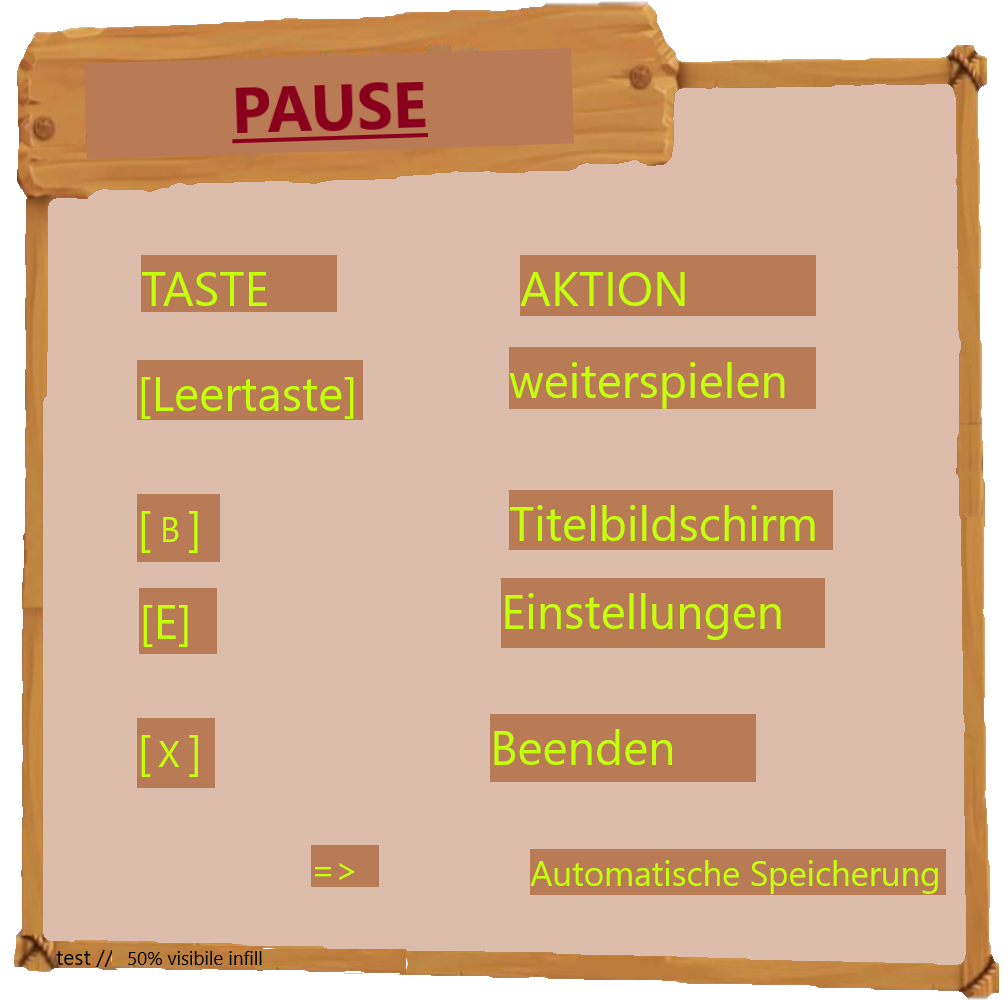 PAUSE
TASTE AKTION
[Leertaste] weiterspielen
[ B ] Titelbildschirm
[E] Einstellungen
[ X ] Beenden
=> Automatische Speicherung
test // 50% visibile infill